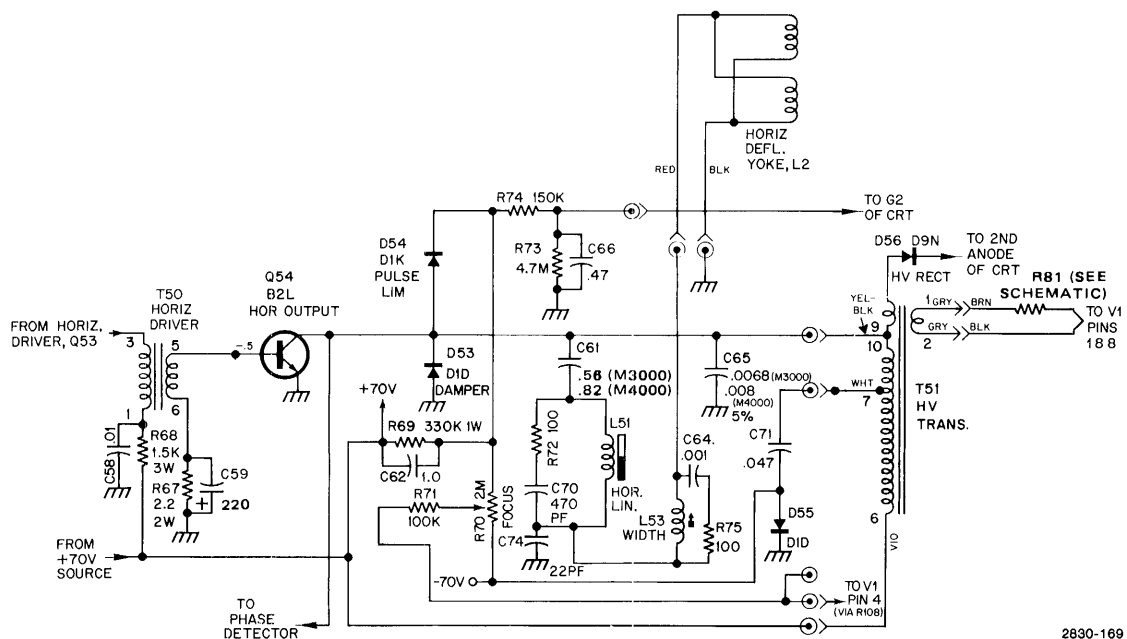 HORIZ
DEFL.
YOKE, L2
RED
BLK
R74 150K
TO G2
OF CRT
D54
D1K
PULSE
LIM
R73
4.7M
C66
.47
D56 D9N
HV RECT
TO 2ND
ANODE
OF CRT
R81 (SEE
SCHEMATIC)
1 GRY
BRN
GRY
BLK
2
TO V1
PINS
1&8
YEL-
BLK
9
10
Q54
B2L
HOR OUTPUT
T50
HORIZ
DRIVER
FROM HORIZ,
DRIVER, Q53
3
5
-.5
1
6
D53
D1D
DAMPER
C61
.56 (M3000)
.82 (M4000)
C65
.0068 (M3000)
.008
(M4000)
5%
WHT
7
T51
HV
TRANS.
+70V
R69 330K 1W
C62
1.0
.01
C58
R68
1.5K
3W
R67
2.2
2W
C59
+
220
R71
100K
R70 2M
FOCUS
R72 100
C70
470
PF
L51
HOR.
LIN.
C64
.001
C71
.047
L53
WIDTH
R75
100
D55
D1D
6
VIO
C74
22PF
FROM
+70V
SOURCE
-70V
TO V1
PIN 4
(VIA R108)
TO
PHASE
DETECTOR
2830-169